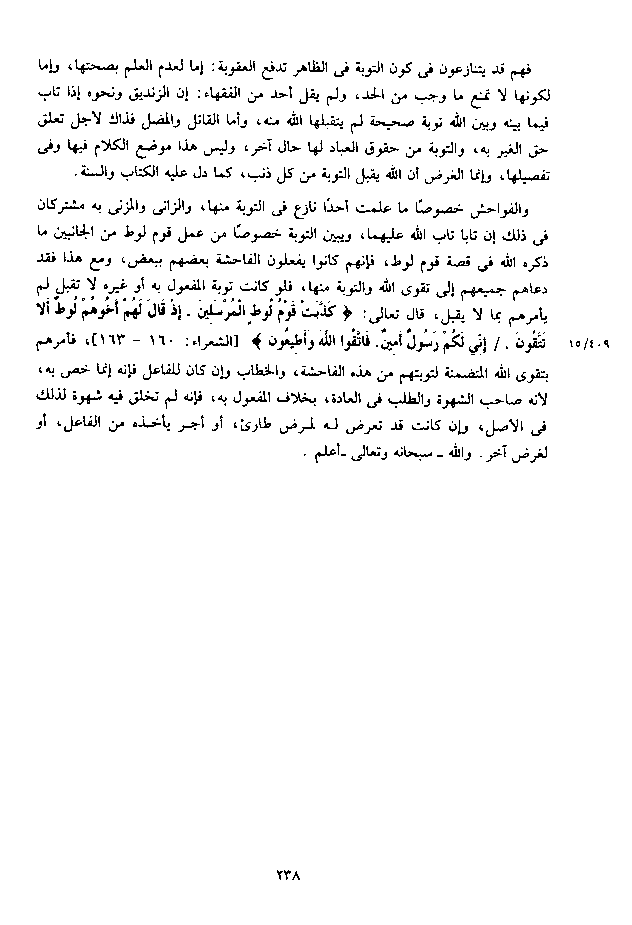 فهم قد يتنازعون فى كون التوبة فى الظاهر تدفع العقوبة: إما لعدم العلم بصحتها، وإما
لكونها لا تمنع ما وجب من الحد، ولم يقل أحد من الفقهاء: إن الزنديق ونحوه إذا تاب
فيما بينه وبين الله توبة صحيحة لم يتقبلها الله منه، وأما القاتل والمضل فذاك لأجل تعلق
حق الغير به، والتوبة من حقوق العباد لها حال آخر، وليس هذا موضع الكلام فيها وفى
تفصيلها، وإنما الغرض أن الله يقبل التوبة من كل ذنب، كما دل عليه الكتاب والسنة.
والفواحش خصوصًا ما علمت أحدًا نازع فى التوبة منها، والزانى والمزنى به مشتركان
فى ذلك إن تابا تاب الله عليهما، ويبين التوبة خصوصًا من عمل قوم لوط من الجانبين ما
ذكره الله فى قصة قوم لوط، فإنهم كانوا يفعلون الفاحشة بعضهم ببعض، ومع هذا فقد
دعاهم جميعهم إلى تقوى الله والتوبة منها، فلو كانت توبة المفعول به أو غيره لا تقبل لم
يأمرهم بما لا يقبل، قال تعالى: ﴿ كَذَّبَتْ قَوْمُ لُوطٍ الْمُرْسَلِينَ . إِذْ قَالَ لَهُمْ أَخُوهُمْ لُوطٌ أَلا
تَتَّقُونَ . / إِنِّي لَكُمْ رَسُولٌ أَمِينٌ. فَاتَّقُوا اللَّهَ وَأَطِيعُونِ ﴾ [الشعراء: ١٦٠ – ١٦٣]، فأمرهم
١٥/٤٠٩
بتقوى الله المتضمنة لتوبتهم من هذه الفاحشة، والخطاب وإن كان للفاعل فإنه إنما خص به،
لأنه صاحب الشهوة والطلب فى العادة، بخلاف المفعول به، فإنه لم تخلق فيه شهوة لذلك
فى الأصل، وإن كانت قد تعرض لـه لمرض طارئ، أو أجـر يأخـذه من الفاعل، أو
لغرض آخر. والله ـ سبحانه وتعالى ـأعلم .
٢٣٨